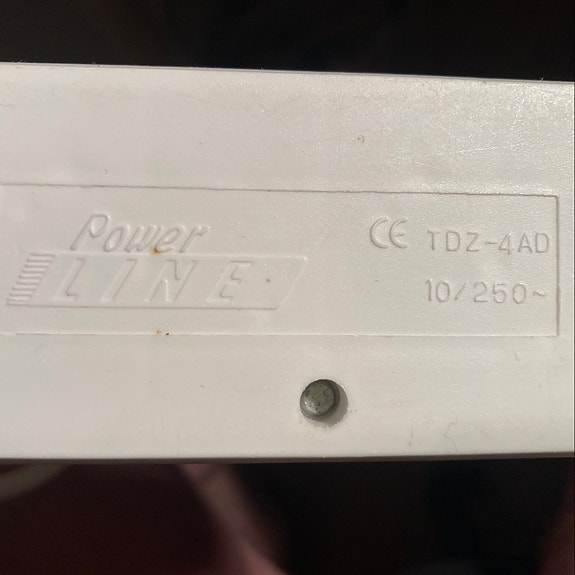 Power
LINE
CE TDZ-4AD
10/250~